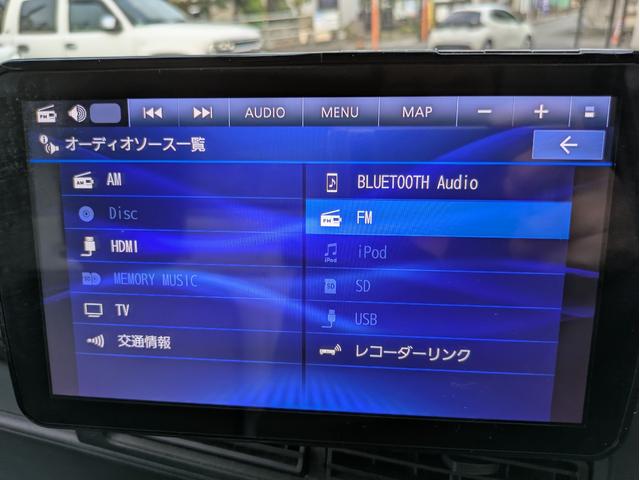 AUDIO MENU MAP − +
オーディオソース一覧 ←
AM
BLUETOOTH Audio
Disc
FM
HDMI
iPod
MEMORY MUSIC
SD
TV
USB
交通情報
レコーダーリンク